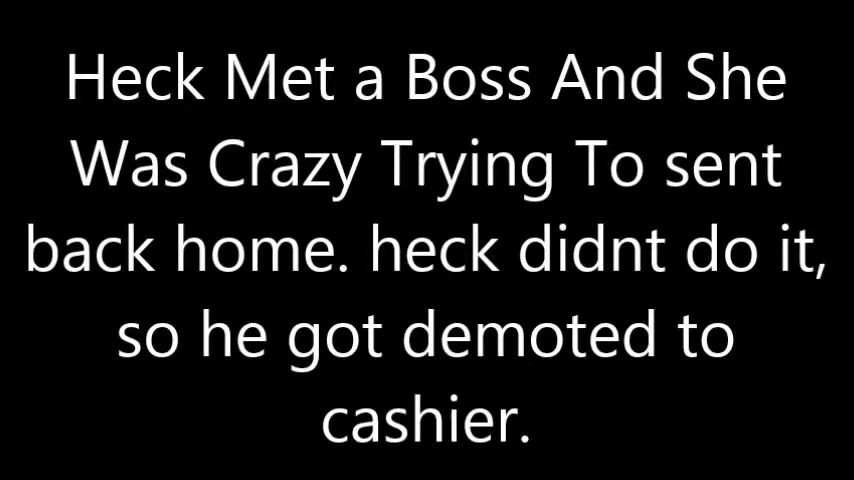 Heck Met a Boss And She
Was Crazy Trying To sent
back home. heck didnt do it,
so he got demoted to
cashier.